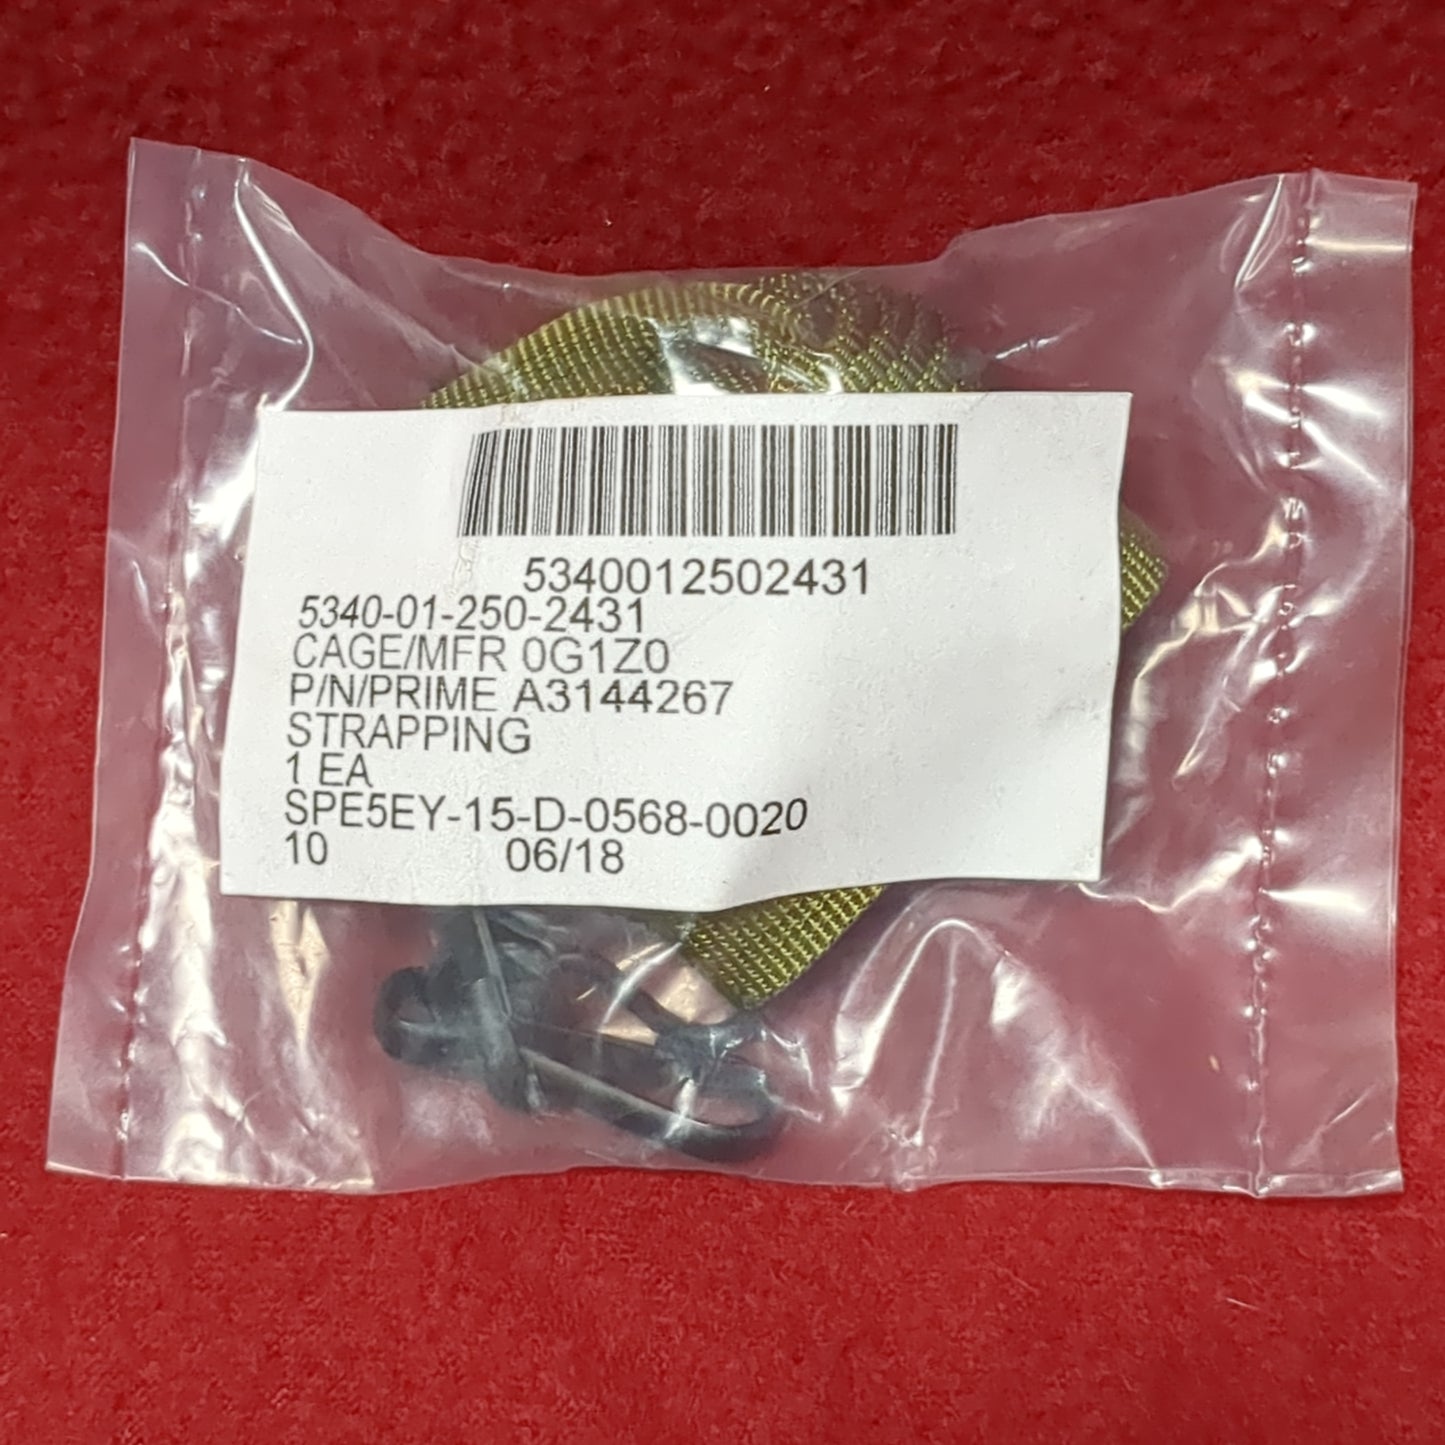 5340012502431
5340-01-250-2431
CAGE/MFR 0G1Z0
P/N/PRIME A3144267
STRAPPING
1 EA
SPE5EY-15-D-0568-0020
10 06/18